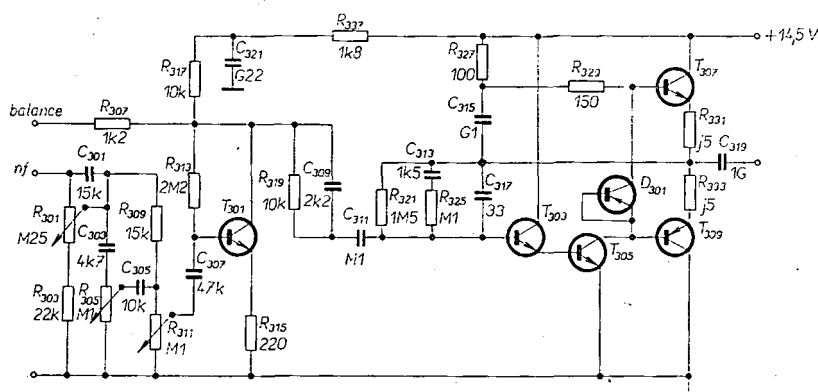 R337
1k8
+14,5 V
C321
G22
R317
10k
R327
100
R329
150
T307
balance
R307
1k2
C315
G1
R331
j5
C319
1G
nf
C301
15k
R313
2M2
R319
10k
C309
2k2
C313
1k5
R321
1M5
R325
M1
C317
33
D301
R333
j5
R301
M25
C303
4k7
R309
15k
T301
C311
M1
T303
T305
T309
C305
10k
C307
47k
R303
22k
R305
M1
R311
M1
R315
220